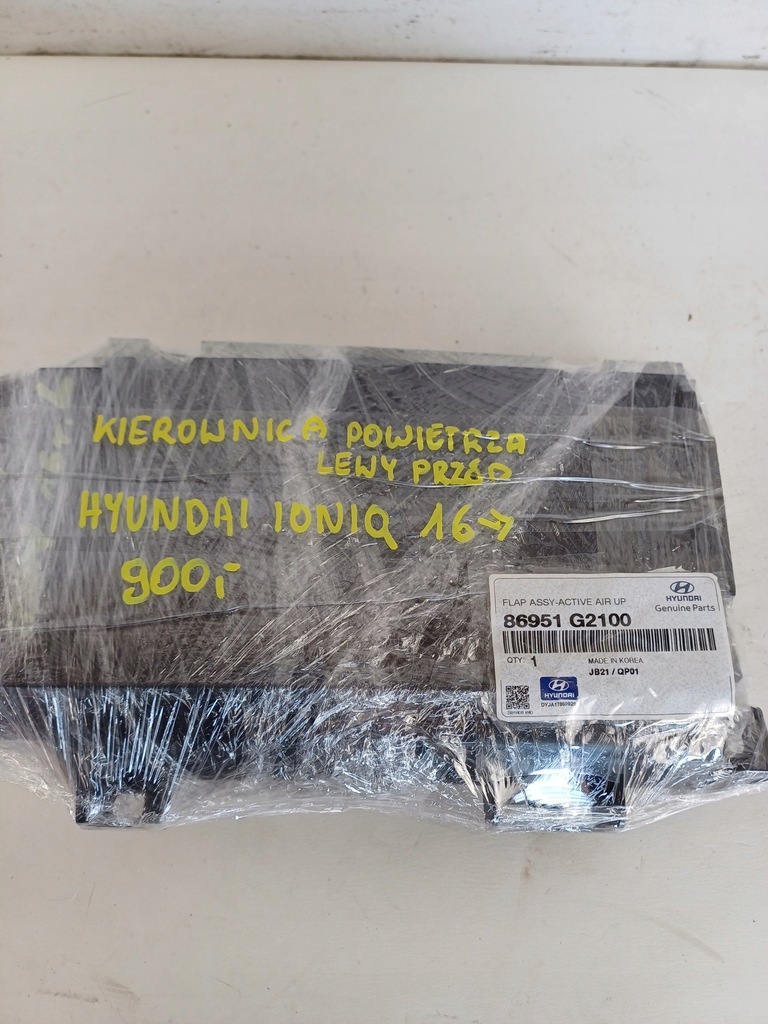 KIEROWNICA POWIETRZA
LEWY PRZÓD
HYUNDAI IONIQ 16→
900,-
FLAP ASSY-ACTIVE AIR UP
HYUNDAI
Genuine Parts
86951 G2100
QTY: 1
MADE IN KOREA
JB21 / QP01
HYUNDAI